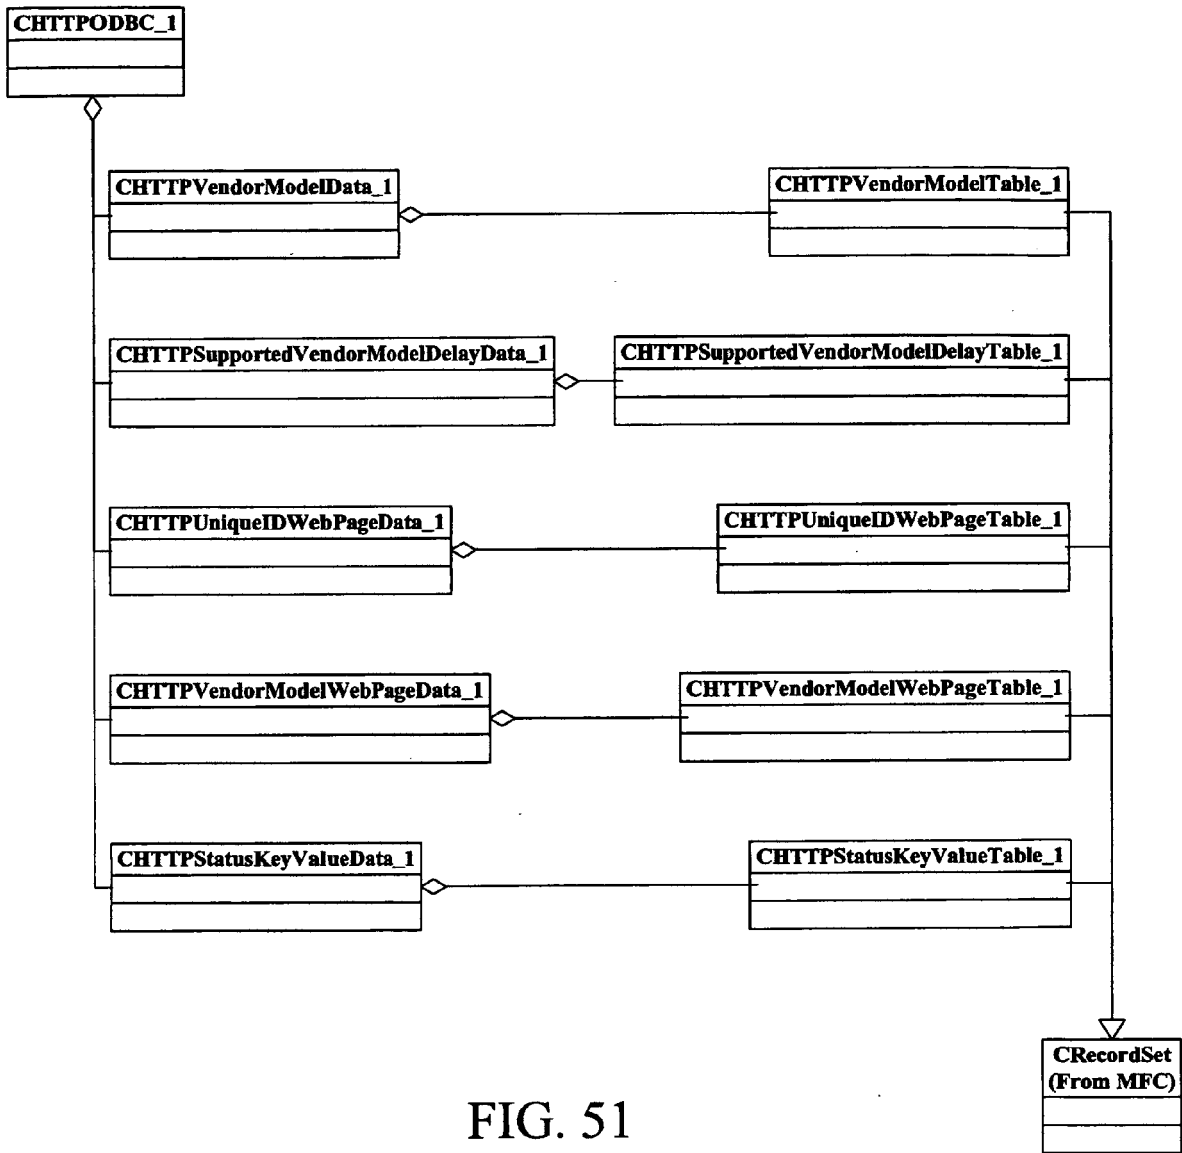 CHTTPODBC_1
CHTTPVendorModelData_1
CHTTPVendorModelTable_1
CHTTPSupportedVendorModelDelayData_1
CHTTPSupportedVendorModelDelayTable_1
CHTTPUniqueIDWebPageData_1
CHTTPUniqueIDWebPageTable_1
CHTTPVendorModelWebPageData_1
CHTTPVendorModelWebPageTable_1
CHTTPStatusKeyValueData_1
CHTTPStatusKeyValueTable_1
CRecordSet
(From MFC)
FIG. 51